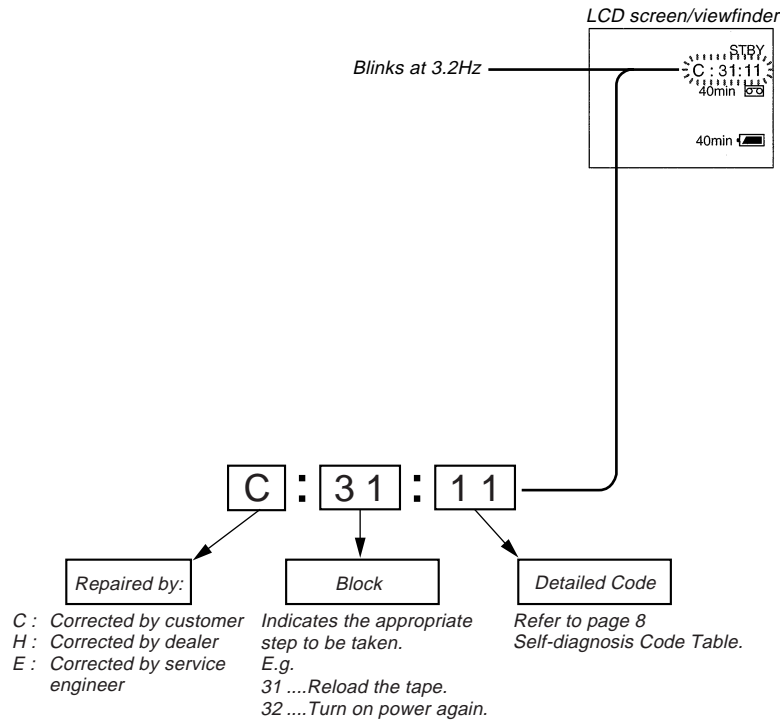 LCD screen/viewfinder
Blinks at 3.2Hz
STBY
C : 31 : 11
40min
40min
C : 3 1 : 1 1
Repaired by:
Block
Detailed Code
C : Corrected by customer
H : Corrected by dealer
E : Corrected by service
engineer
Indicates the appropriate
step to be taken.
E.g.
31 ....Reload the tape.
32 ....Turn on power again.
Refer to page 8
Self-diagnosis Code Table.